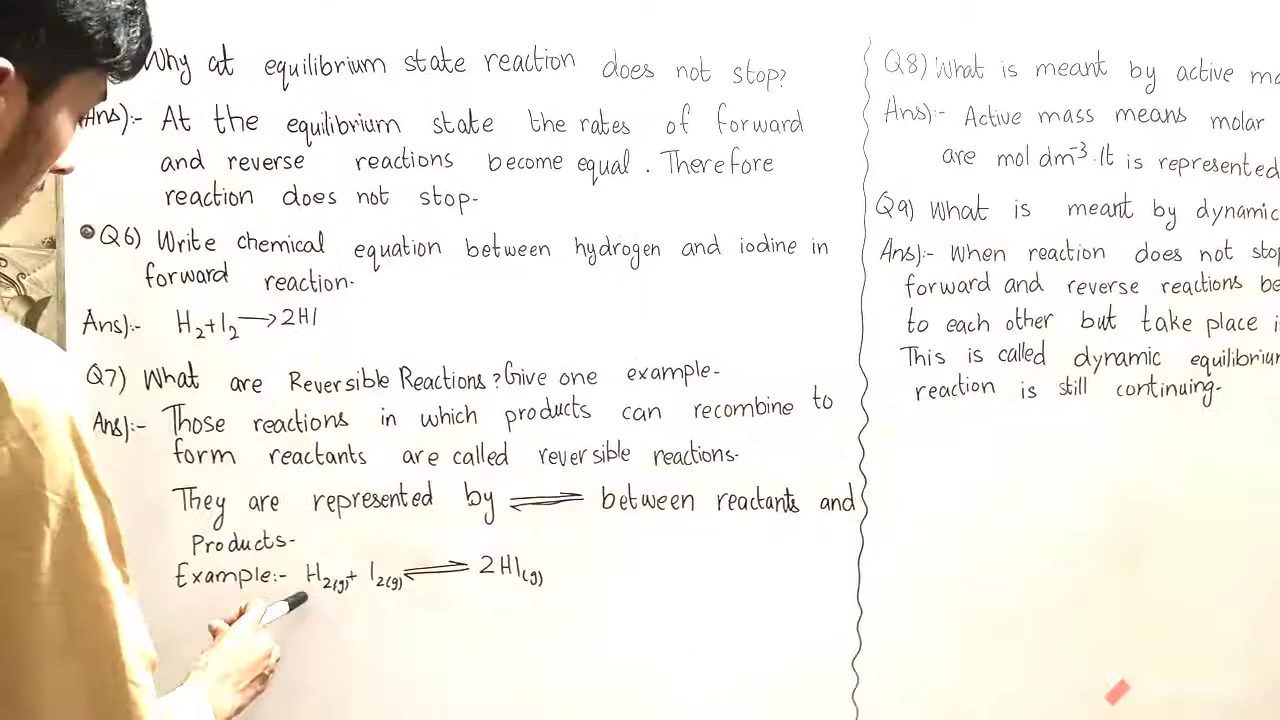 Why at equilibrium state reaction does not stop?
Ans):- At the equilibrium state the rates of forward
and reverse reactions become equal. Therefore
reaction does not stop-
Q6) Write chemical equation between hydrogen and iodine in
forward reaction-
Ans):- H₂+I₂⟶2HI
Q7) What are Reversible Reactions? Give one example-
Ans):- Those reactions in which products can recombine to
form reactants are called reversible reactions-
They are represented by ⇌ between reactants and
Products-
Example:- H₂(g)+ I₂(g) ⇌ 2HI(g)
Q8) What is meant by active
Ans):- Active mass means molar
are mol dm⁻³. It is represented
Q9) What is meant by dynamic
Ans):- When reaction does not stop
forward and reverse reactions be
to each other but take place
This is called dynamic equilibrium
reaction is still continuing-